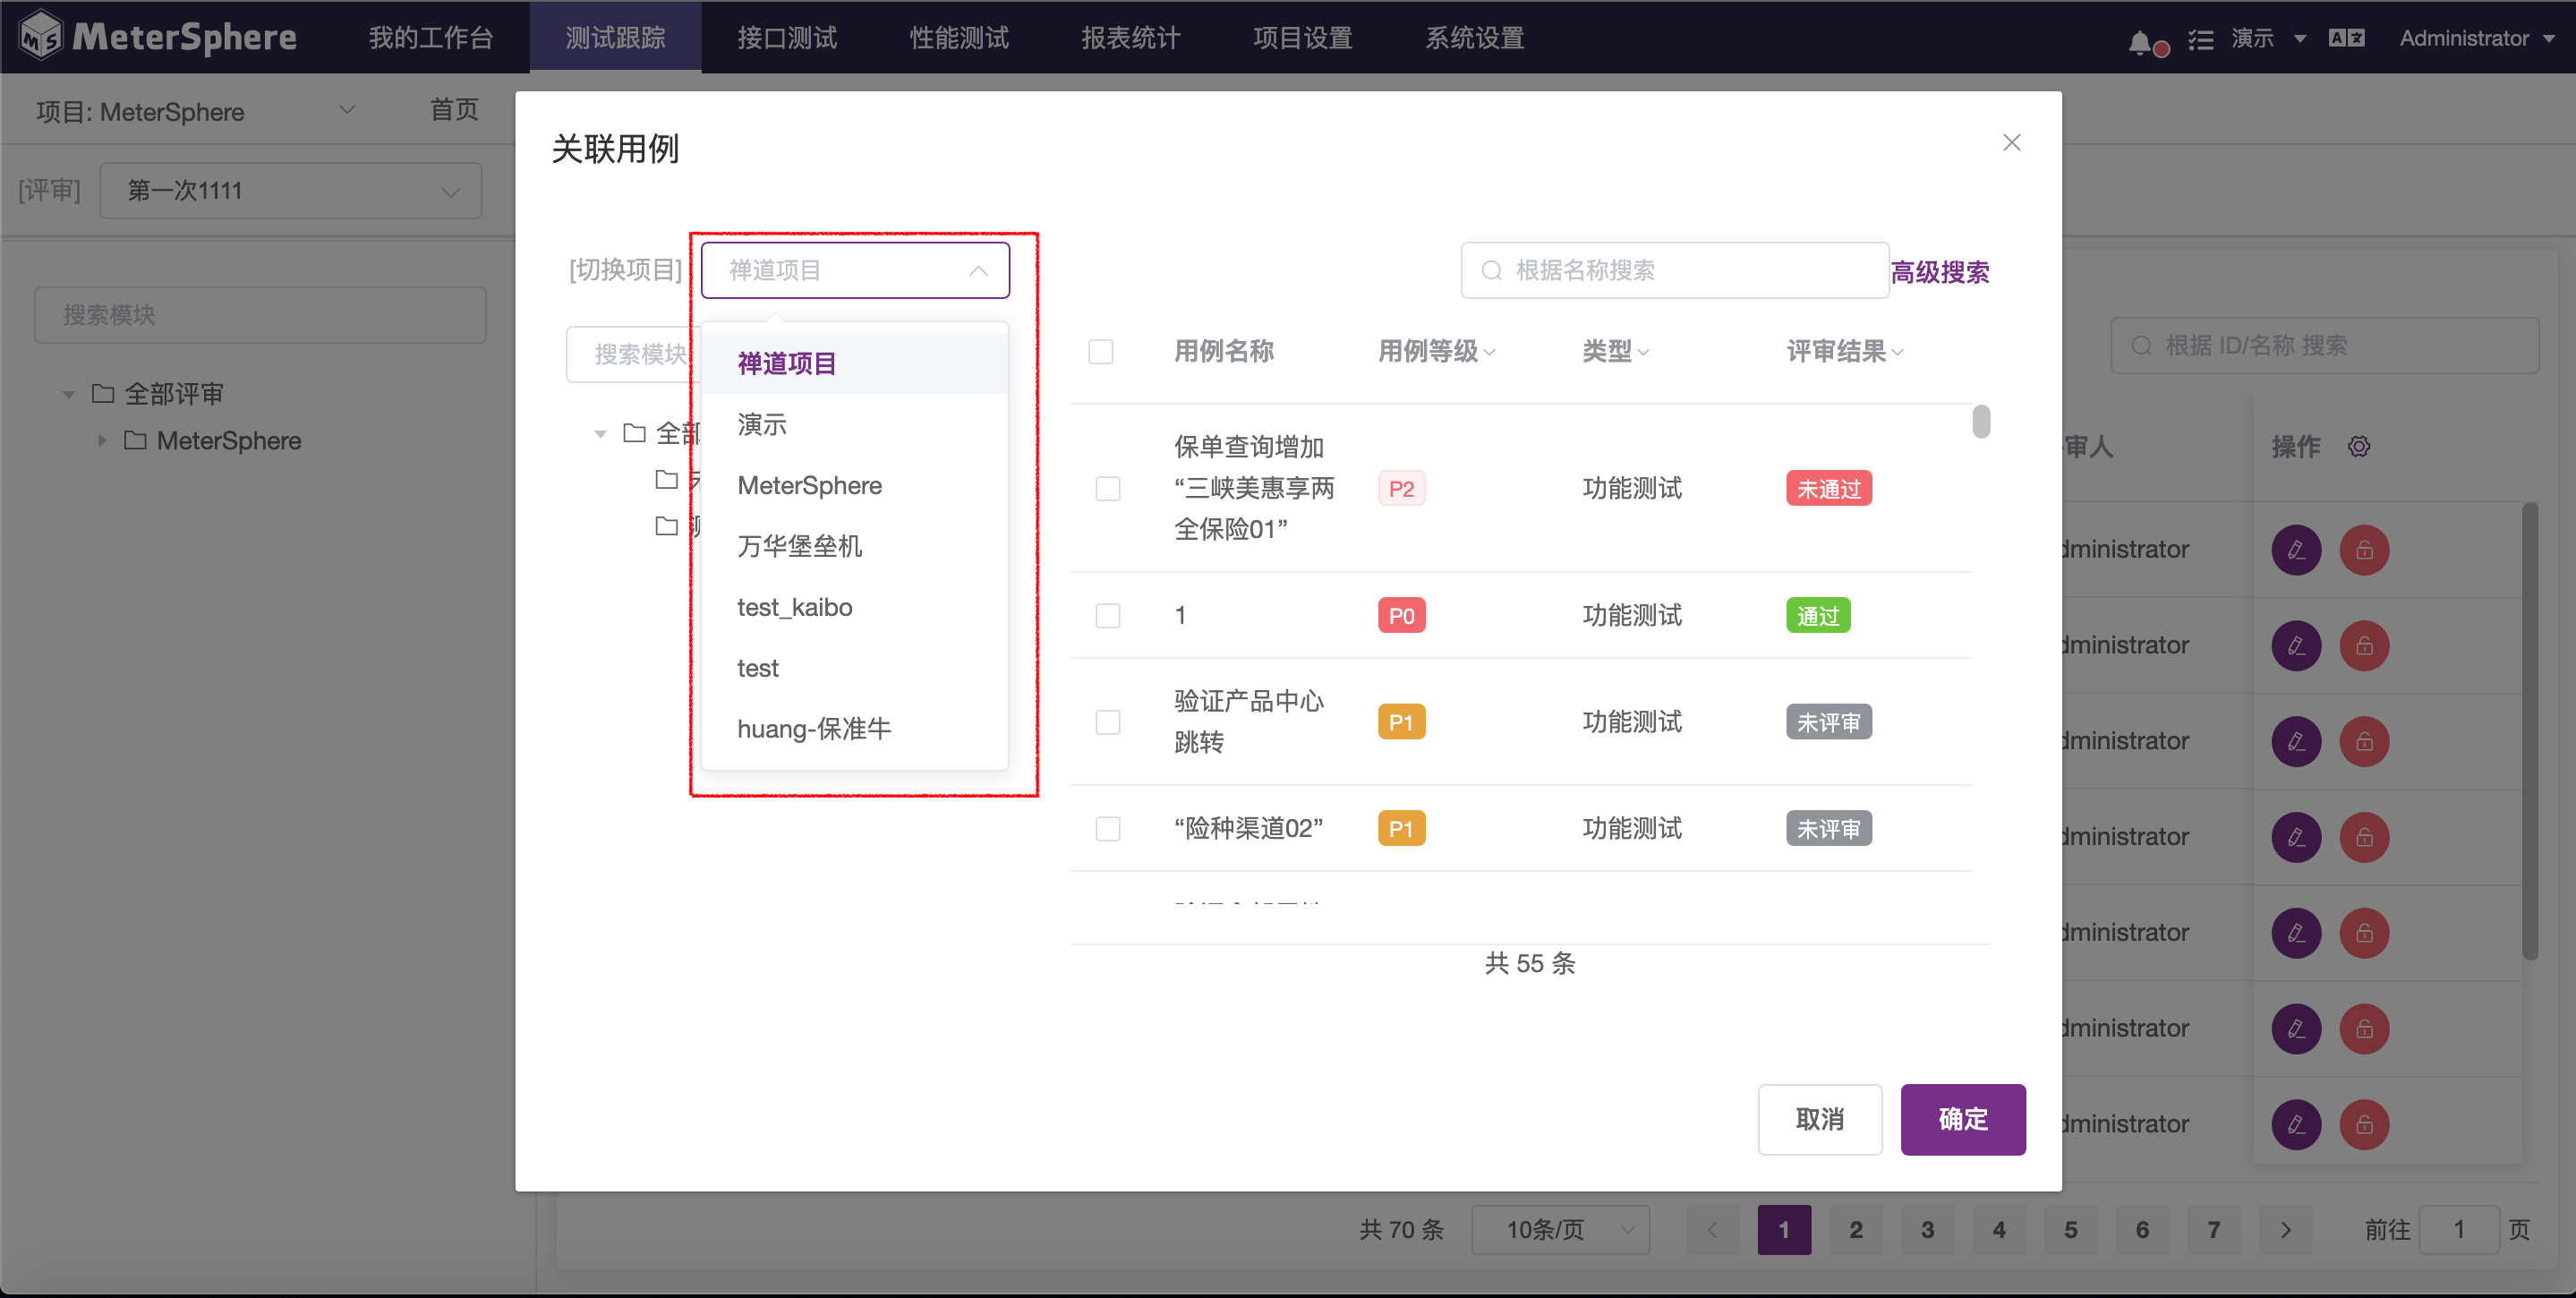 MeterSphere
我的工作台
测试跟踪
接口测试
性能测试
报表统计
项目设置
系统设置
演示
Administrator
项目: MeterSphere
首页
[评审]
第一次1111
搜索模块
全部评审
MeterSphere
关联用例
[切换项目]
禅道项目
根据名称搜索
高级搜索
搜索模块
全部
禅道项目
演示
MeterSphere
万华堡垒机
test_kaibo
test
huang-保准牛
用例名称 用例等级 类型 评审结果
保单查询增加
“三峡美惠享两
全保险01”
P2 功能测试 未通过
1 P0 功能测试 通过
验证产品中心
跳转
P1 功能测试 未评审
“险种渠道02” P1 功能测试 未评审
共 55 条
取消
确定
根据 ID/名称 搜索
审人 操作
dministrator
dministrator
dministrator
dministrator
dministrator
dministrator
dministrator
共 70 条
10条/页
1 2 3 4 5 6 7
前往 1 页